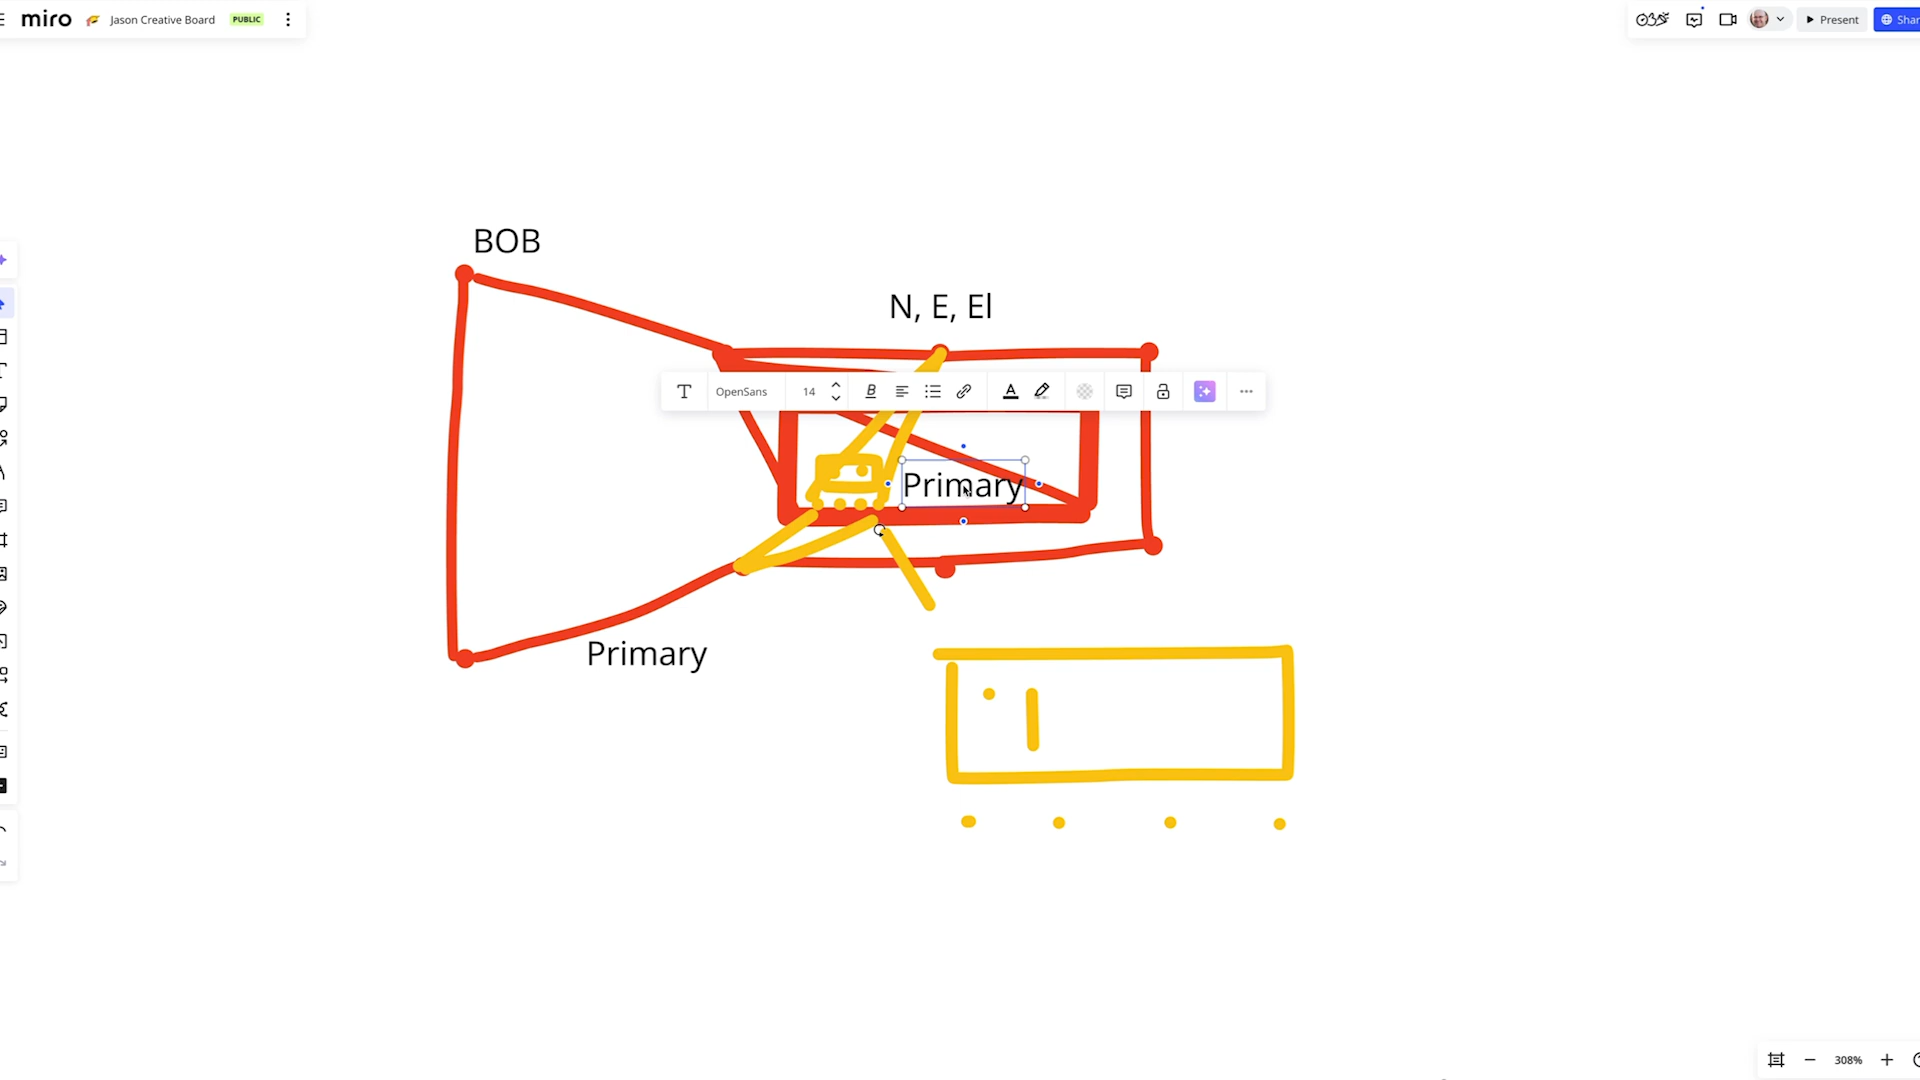 miro Jason Creative Board PUBLIC
Present
BOB
N, E, El
OpenSans 14 B A
Primary
Primary
308%